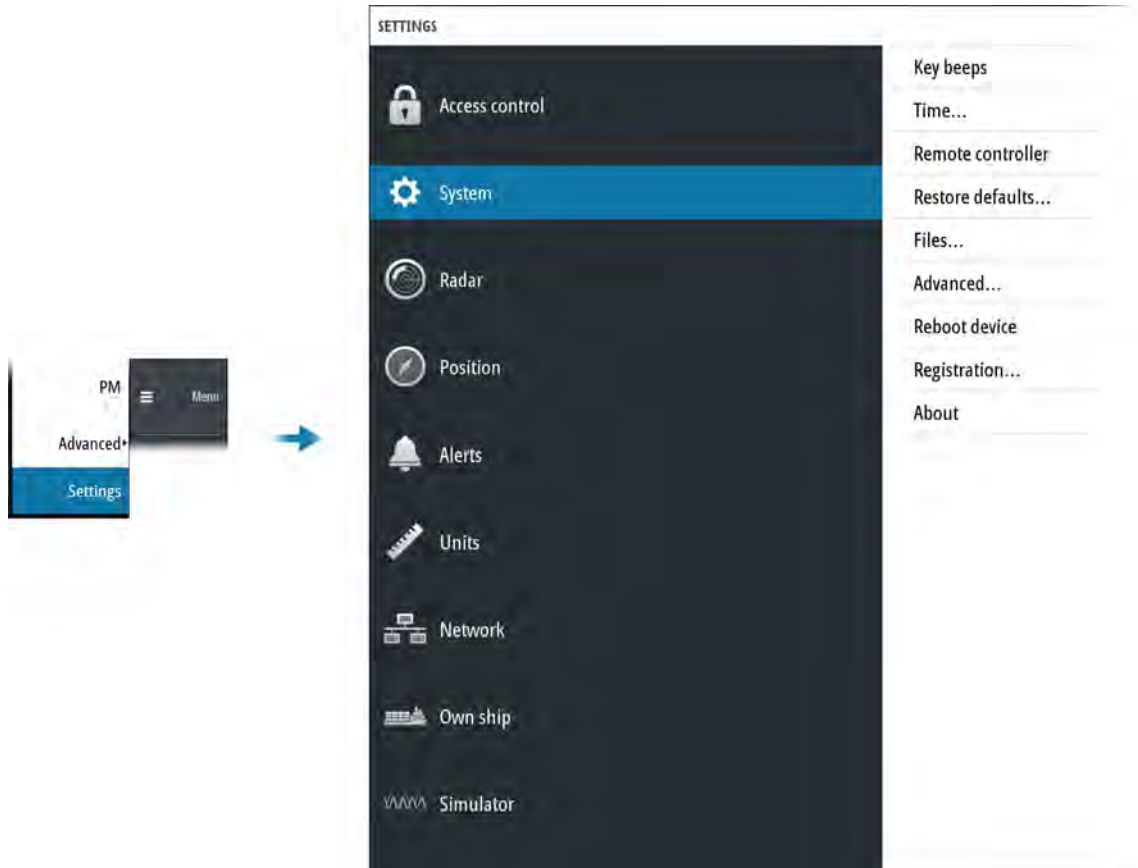 PM
Menu
Advanced
Settings
SETTINGS
Access control
System
Radar
Position
Alerts
Units
Network
Own ship
Simulator
Key beeps
Time...
Remote controller
Restore defaults...
Files...
Advanced...
Reboot device
Registration...
About